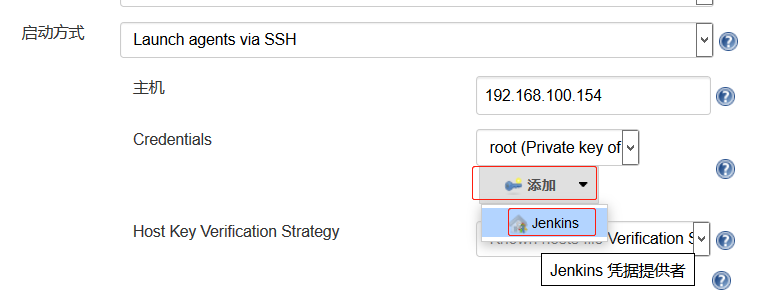 启动方式
Launch agents via SSH
主机
192.168.100.154
Credentials
root (Private key of
添加
Jenkins
Host Key Verification Strategy
Known hosts file Verification S
Jenkins 凭据提供者